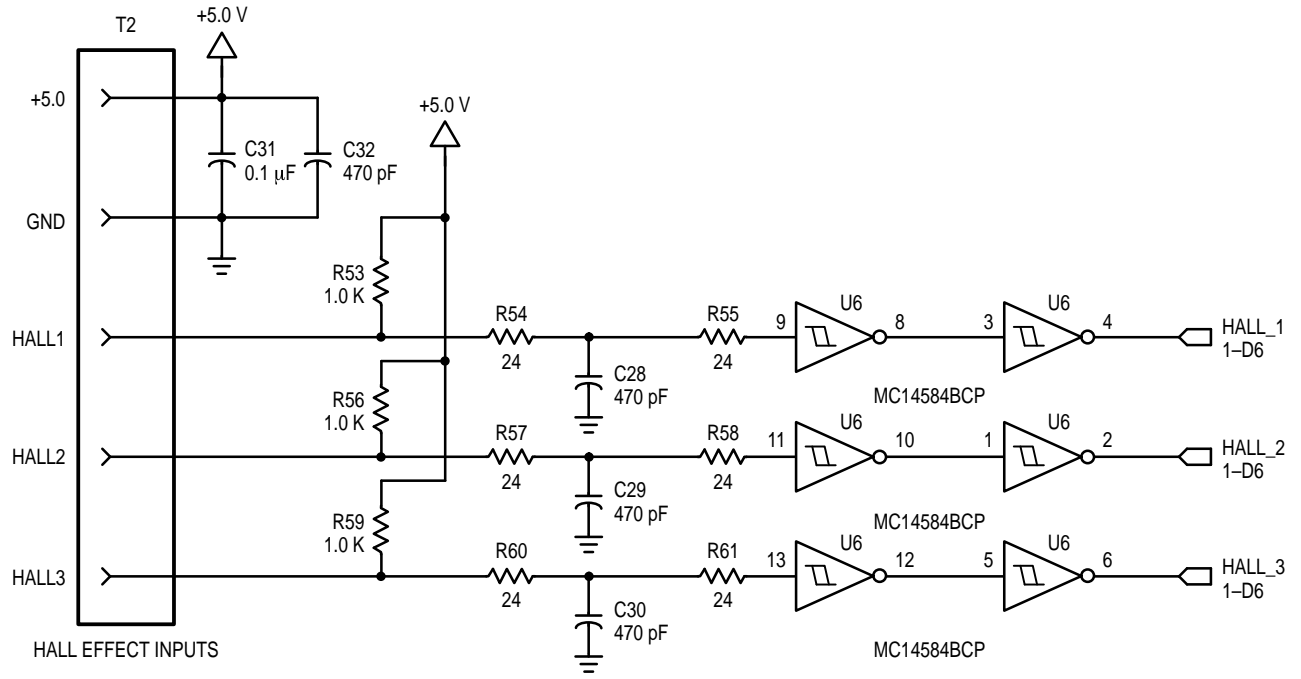 T2
+5.0 V
+5.0
C31
0.1 μF
C32
470 pF
+5.0 V
GND
R53
1.0 K
HALL1
R54
24
C28
470 pF
R55
24
9
U6
8
3
U6
4
HALL_1
1–D6
MC14584BCP
R56
1.0 K
HALL2
R57
24
C29
470 pF
R58
24
11
U6
10
1
U6
2
HALL_2
1–D6
MC14584BCP
R59
1.0 K
HALL3
R60
24
C30
470 pF
R61
24
13
U6
12
5
U6
6
HALL_3
1–D6
MC14584BCP
HALL EFFECT INPUTS